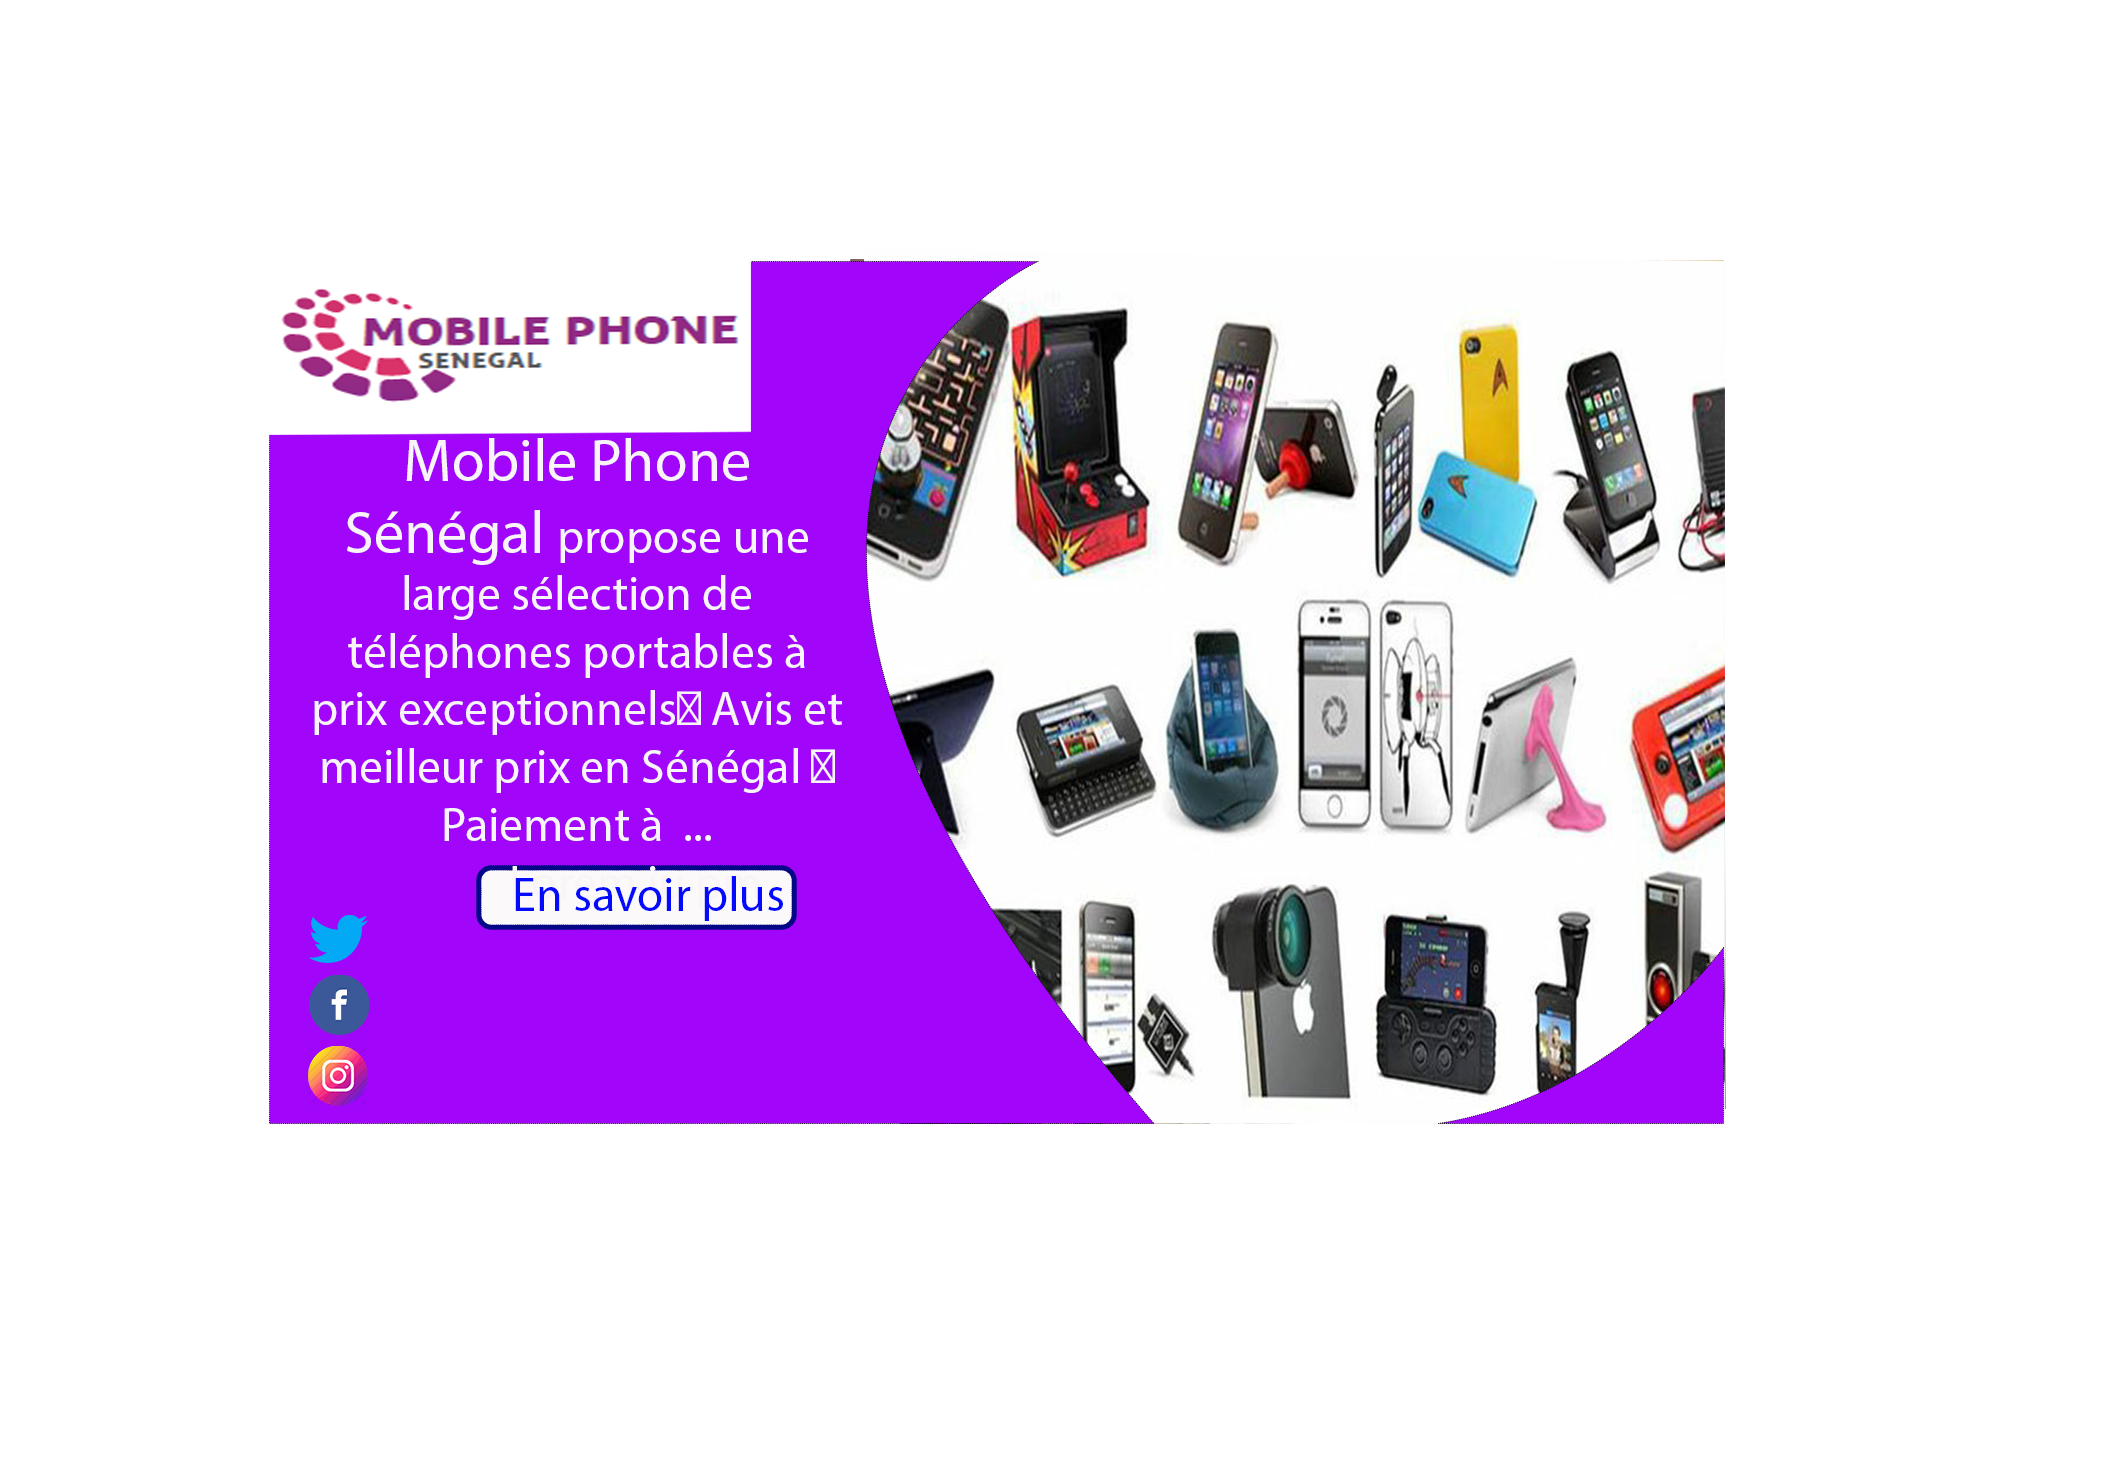 MOBILE PHONE
SENEGAL
Mobile Phone
Sénégal propose une
large sélection de
téléphones portables à
prix exceptionnels Avis et
meilleur prix en Sénégal
Paiement à ...
En savoir plus
f